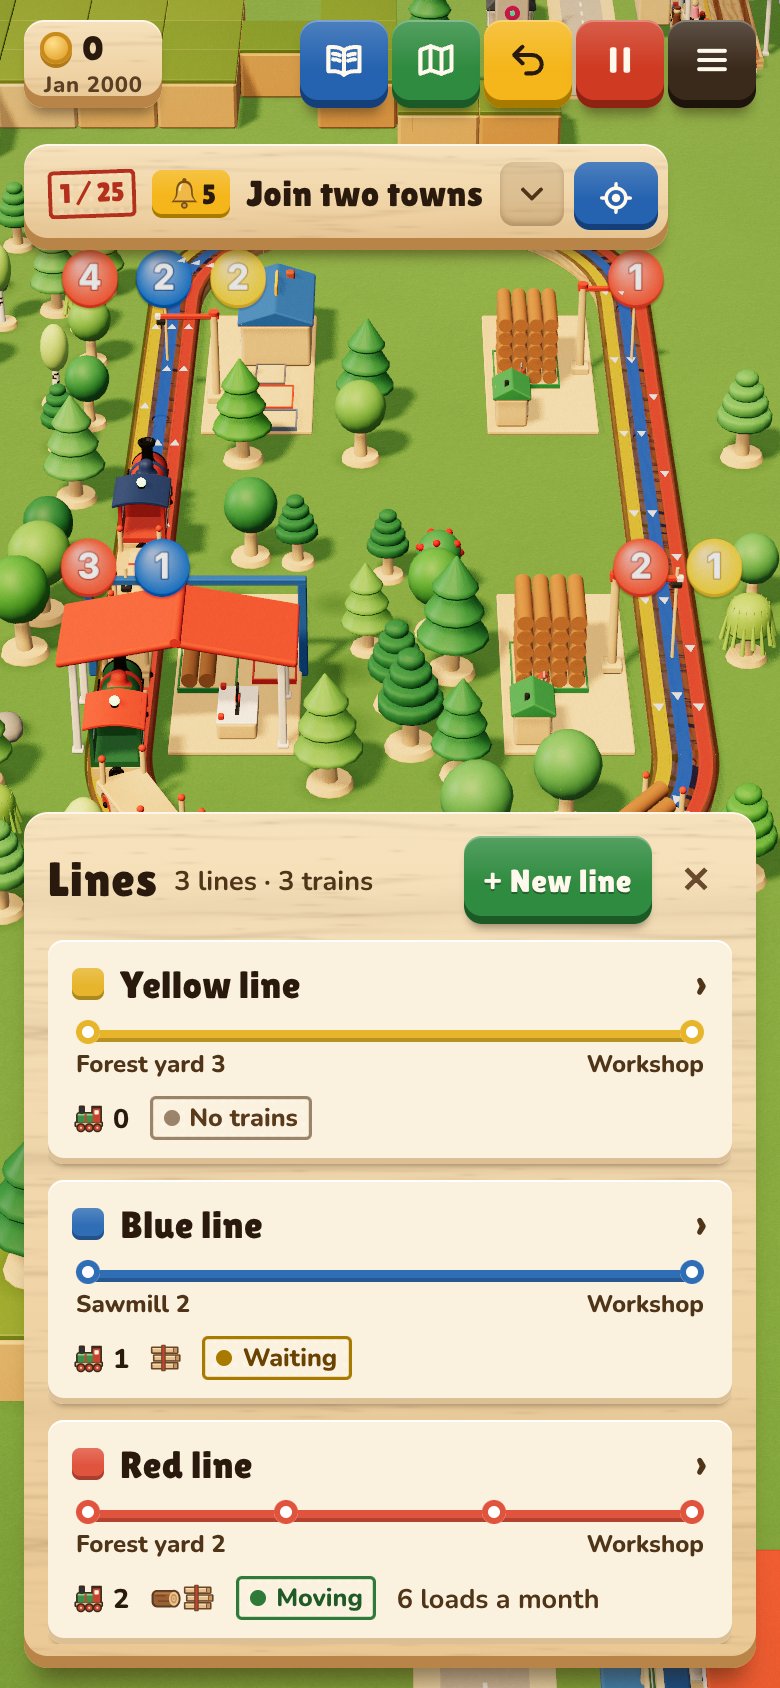 0
Jan 2000
1/25
5
Join two towns
4
2
2
1
3
1
2
1
Lines
3 lines · 3 trains
+ New line
Yellow line
Forest yard 3
Workshop
0
No trains
Blue line
Sawmill 2
Workshop
1
Waiting
Red line
Forest yard 2
Workshop
2
Moving
6 loads a month